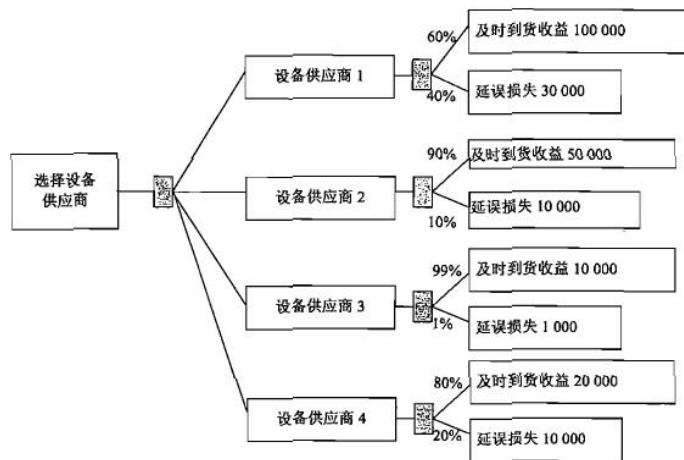 60%
及时到货收益 100 000
设备供应商 1
40%
延误损失 30 000
90%
及时到货收益 50 000
选择设备
供应商
设备供应商 2
10%
延误损失 10 000
99%
及时到货收益 10 000
设备供应商 3
1%
延误损失 1 000
80%
及时到货收益 20 000
设备供应商 4
20%
延误损失 10 000